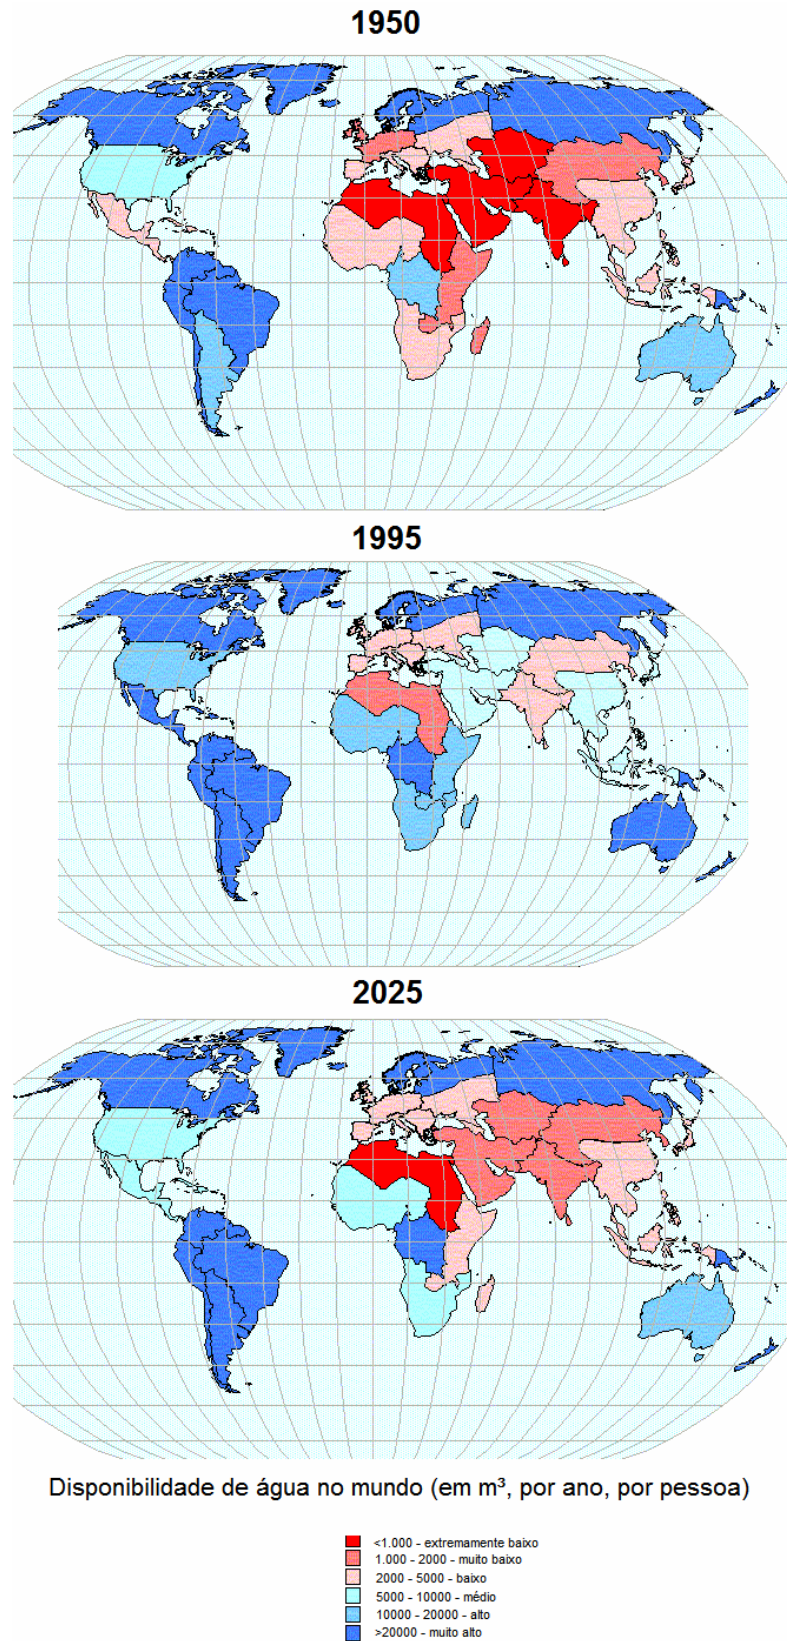 1950
1995
2025
Disponibilidade de água no mundo (em m³, por ano, por pessoa)
<1.000 - extremamente baixo
1.000 - 2000 - muito baixo
2000 - 5000 - baixo
5000 - 10000 - médio
10000 - 20000 - alto
>20000 - muito alto